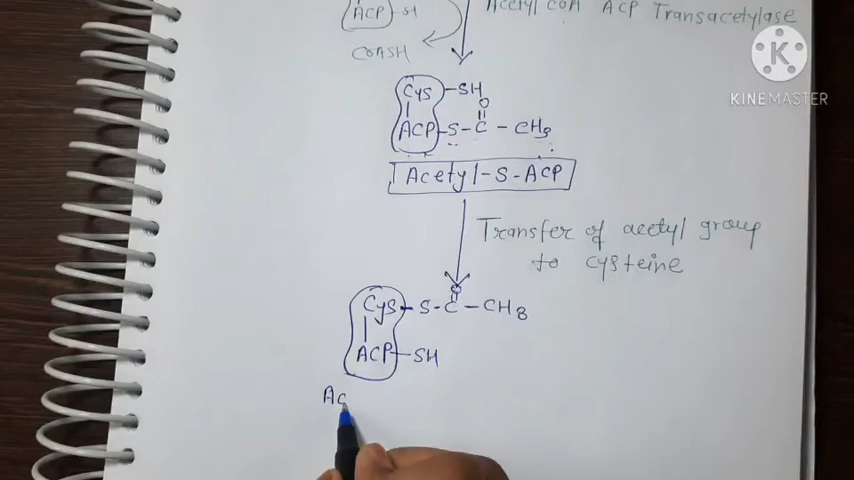 Acetyl CoA ACP Transacetylase
ACP SH
CoASH
K
KINEMASTER
Cys - SH
O
ACP - S - C - CH3
Acetyl - S - ACP
Transfer of acetyl group
to cysteine
O
Cys - S - C - CH3
ACP - SH
Ac